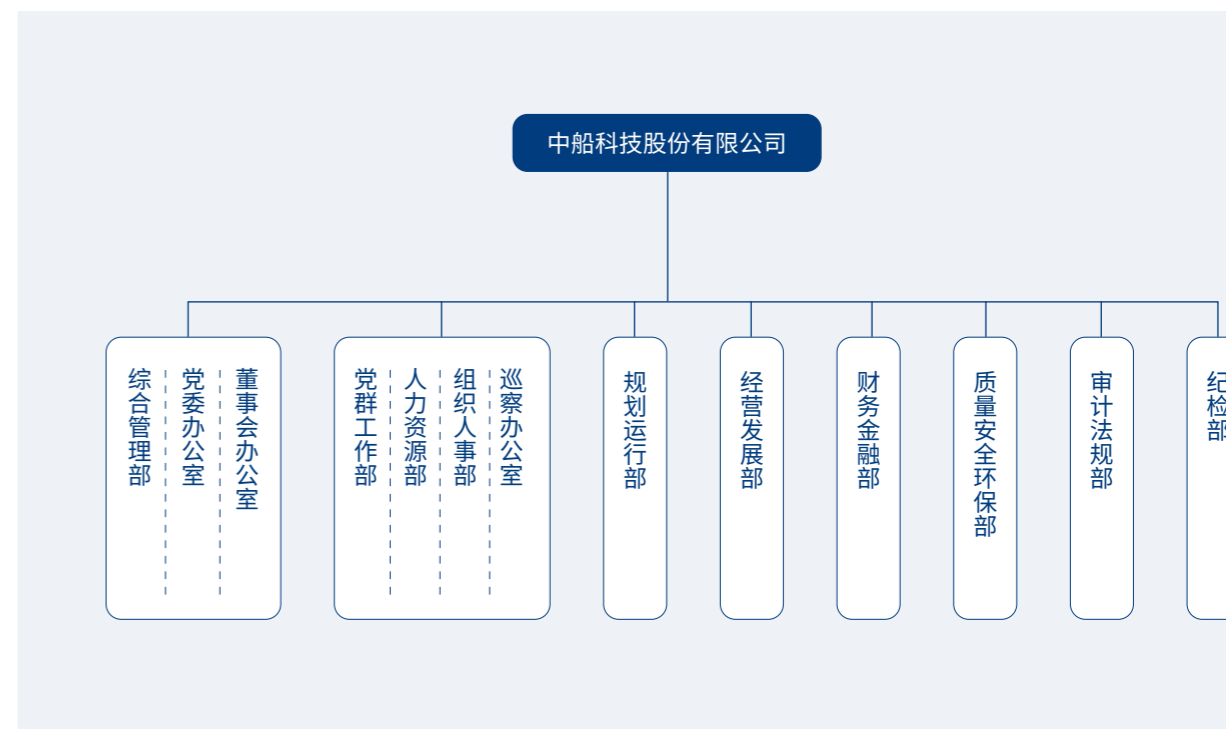 中船科技股份有限公司
综合管理部
党委办公室
董事会办公室
党群工作部
人力资源部
组织人事部
巡察办公室
规划运行部
经营发展部
财务金融部
质量安全环保部
审计法规部
纪检部